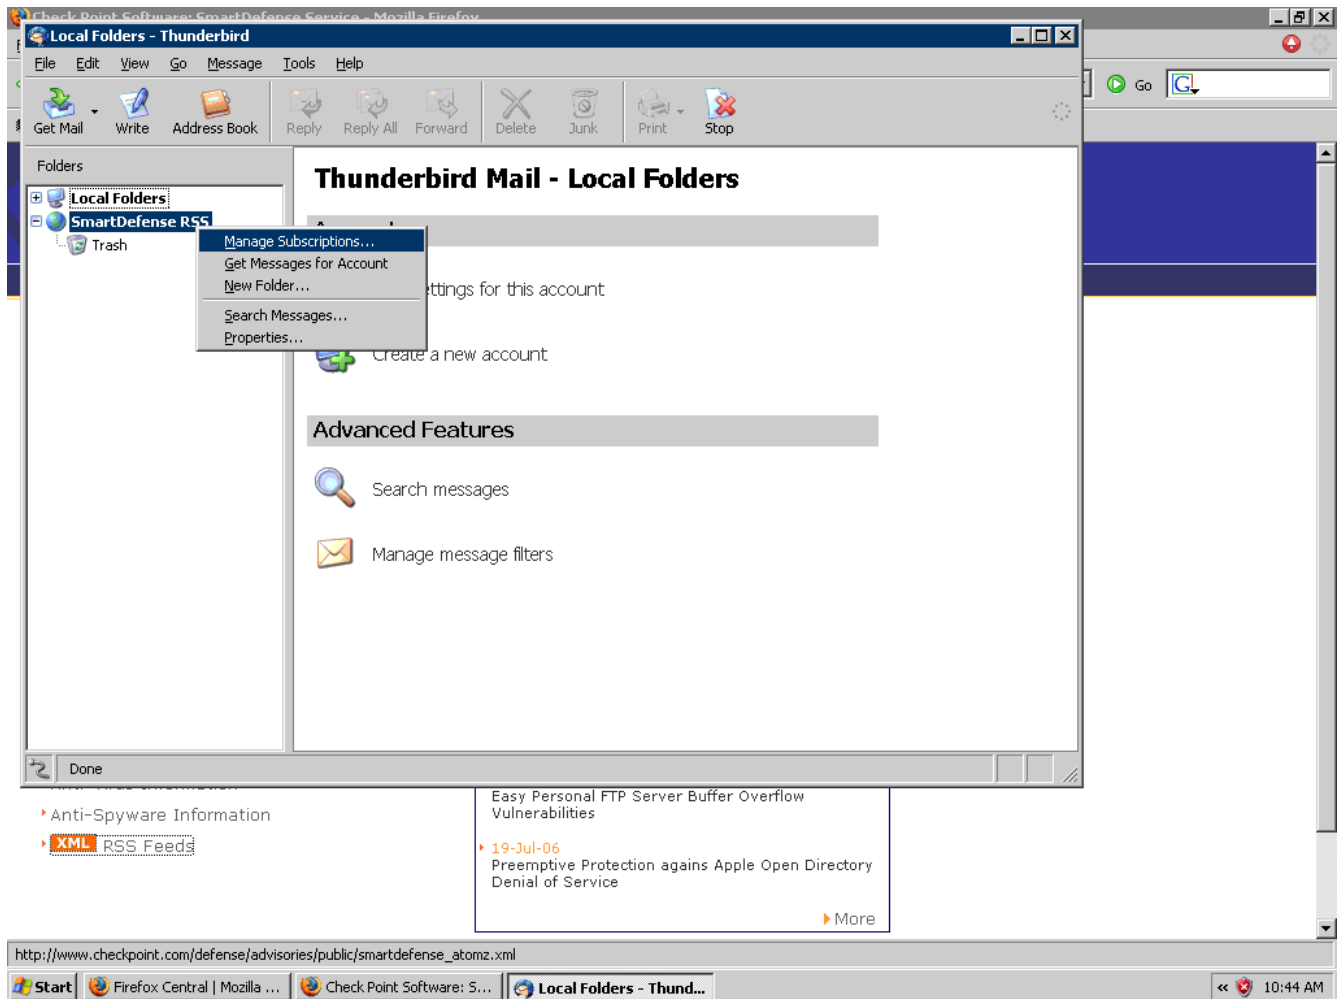 Check Point Software: SmartDefense Service - Mozilla Firefox
Local Folders - Thunderbird
File Edit View Go Message Tools Help
Get Mail Write Address Book Reply Reply All Forward Delete Junk Print Stop
Go
G
Folders
Local Folders
SmartDefense RSS
Trash
Manage Subscriptions...
Get Messages for Account
New Folder...
Search Messages...
Properties...
Thunderbird Mail - Local Folders
ettings for this account
Create a new account
Advanced Features
Search messages
Manage message filters
Done
Anti-Spyware Information
XML RSS Feeds
Easy Personal FTP Server Buffer Overflow
Vulnerabilities
19-Jul-06
Preemptive Protection agains Apple Open Directory
Denial of Service
More
http://www.checkpoint.com/defense/advisories/public/smartdefense_atomz.xml
Start Firefox Central | Mozilla ... Check Point Software: S... Local Folders - Thund... « 10:44 AM